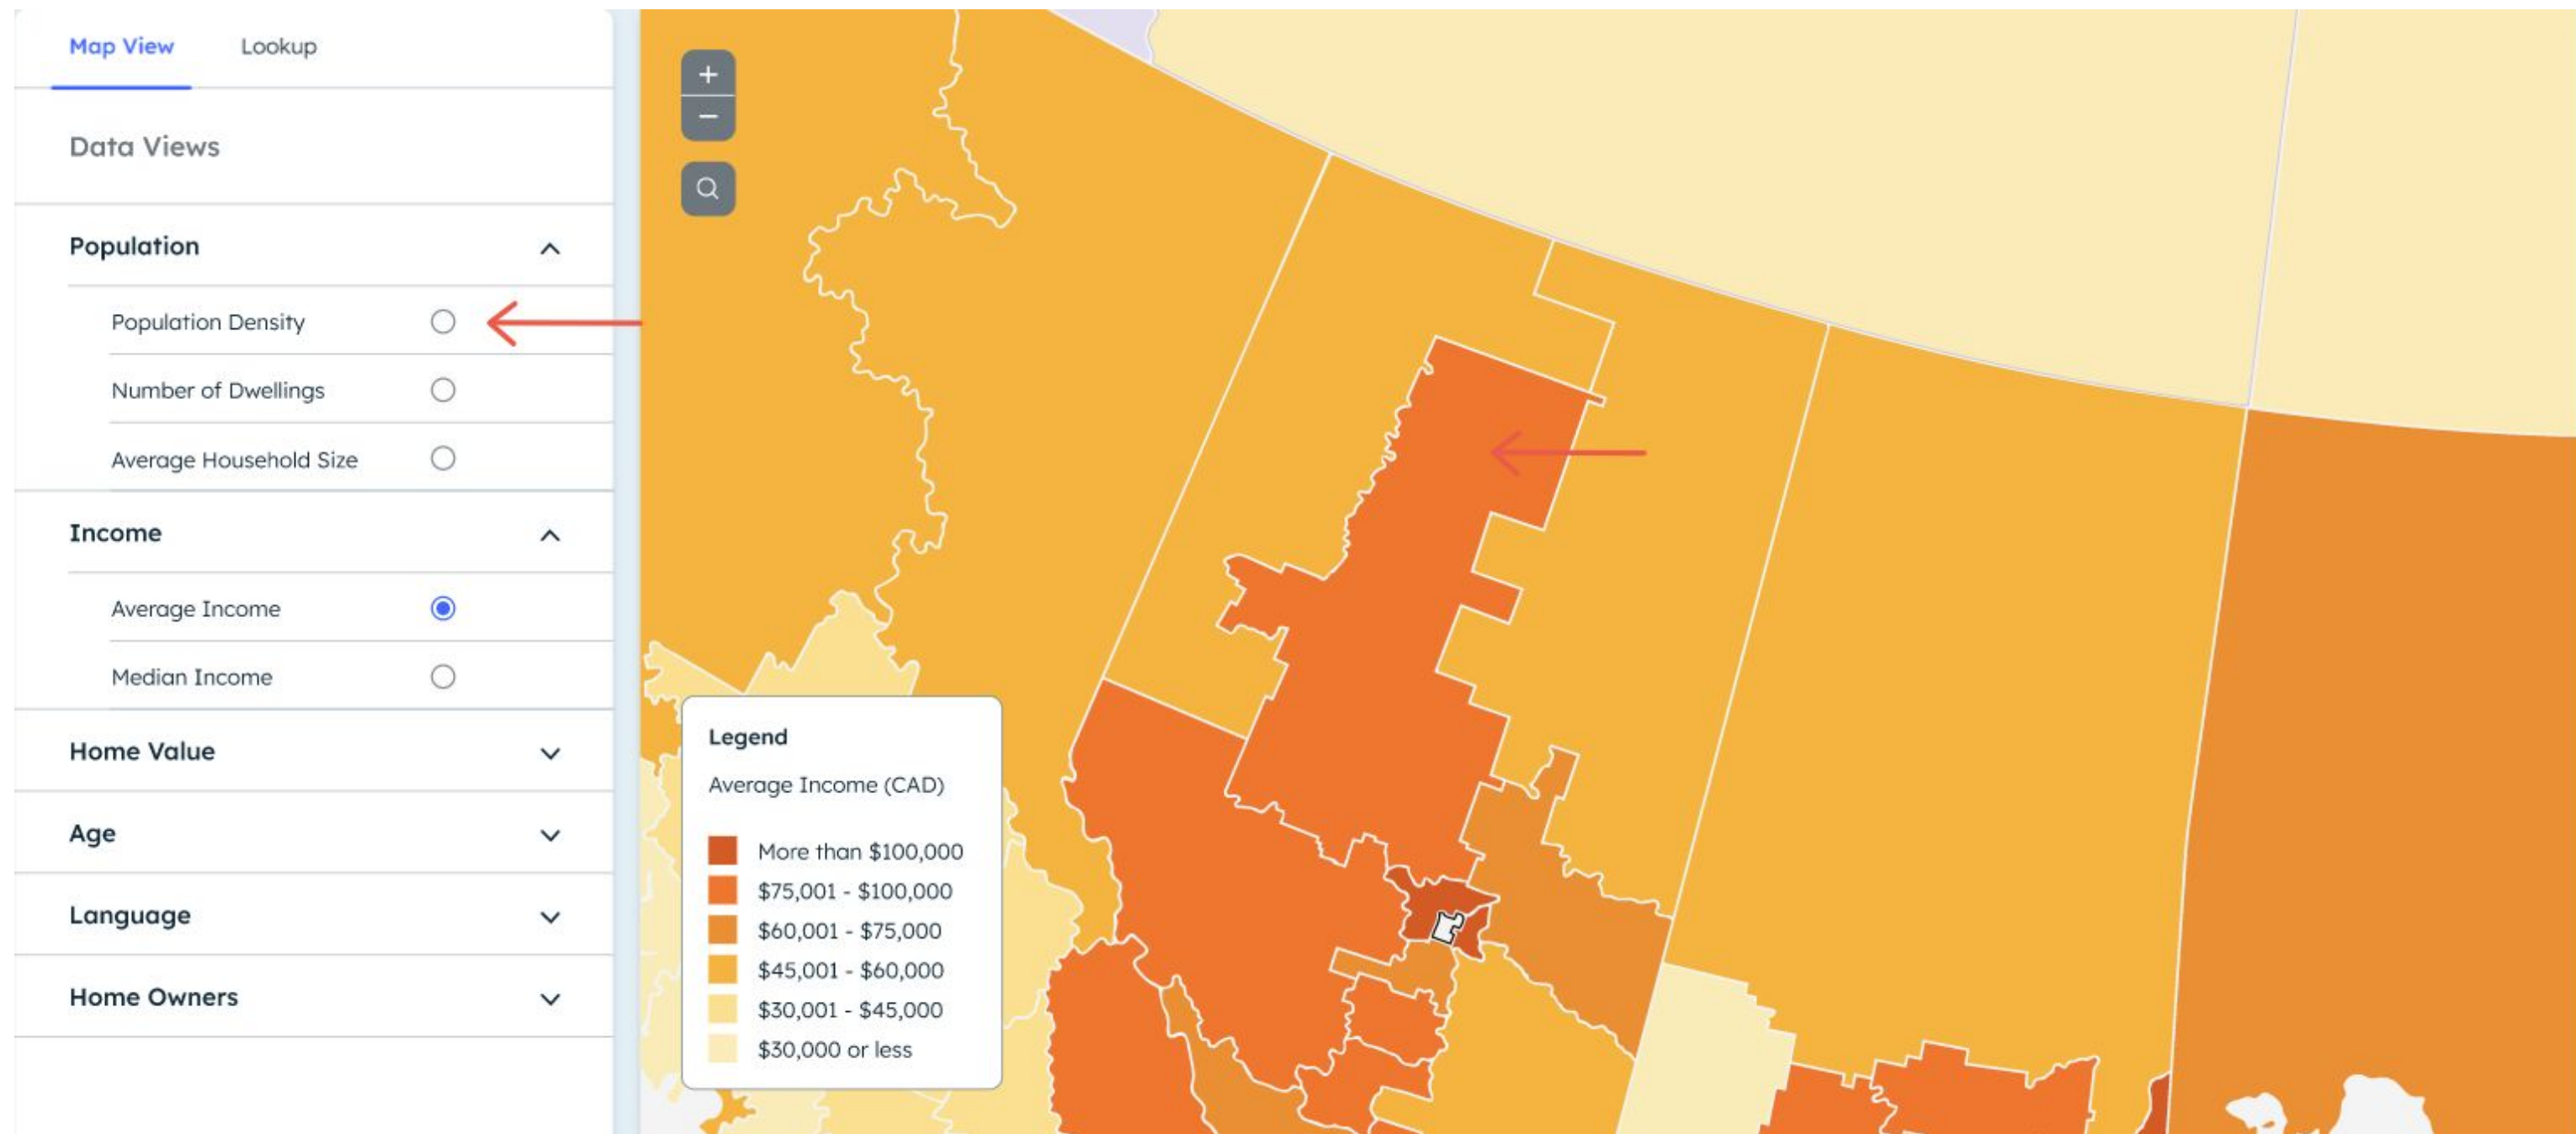 Map View Lookup
Data Views
Population
Population Density
Number of Dwellings
Average Household Size
Income
Average Income
Median Income
Home Value
Age
Language
Home Owners
+
−
Legend
Average Income (CAD)
More than $100,000
$75,001 - $100,000
$60,001 - $75,000
$45,001 - $60,000
$30,001 - $45,000
$30,000 or less